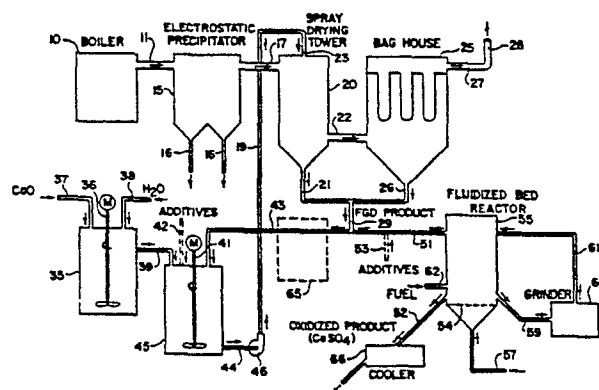 SPRAY
DRYING
TOWER
ELECTROSTATIC
PRECIPITATOR
BOILER
BAG HOUSE
10
11
15
16
16
17
19
20
21
22
23
25
26
27
28
37
36
38
CaO
M
H2O
ADDITIVES
42
M
41
43
35
39
45
44
46
65
FGD PRODUCT
29
53
ADDITIVES
51
FLUIDIZED BED
REACTOR
55
61
62
FUEL
GRINDER
54
52
59
OXIDIZED PRODUCT
(CaSO4)
66
COOLER
57